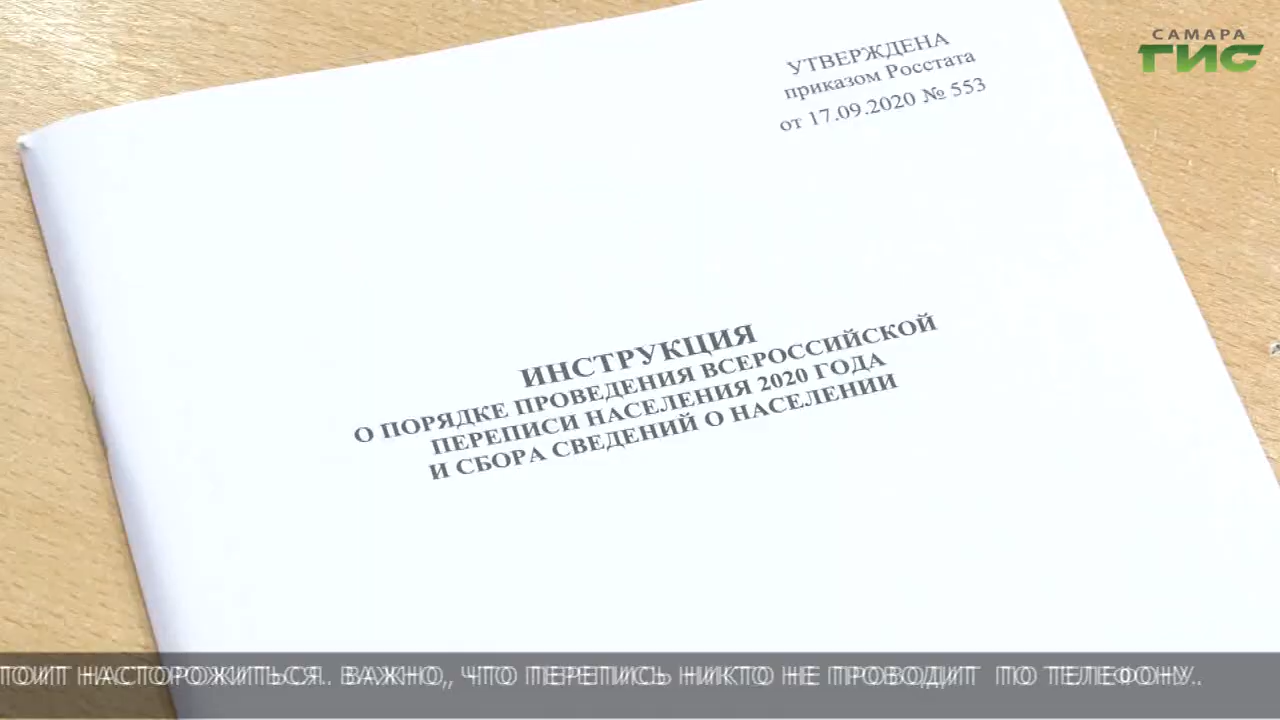 САМАРА
ГИС
УТВЕРЖДЕНА
приказом Росстата
от 17.09.2020 № 553
ИНСТРУКЦИЯ
О ПОРЯДКЕ ПРОВЕДЕНИЯ ВСЕРОССИЙСКОЙ
ПЕРЕПИСИ НАСЕЛЕНИЯ 2020 ГОДА
И СБОРА СВЕДЕНИЙ О НАСЕЛЕНИИ
НАСТОРОЖИТЬСЯ. ВАЖНО, ЧТО ПЕРЕПИСЬ НИКТО НЕ ПРОВОДИТ ПО ТЕЛЕФОНУ.